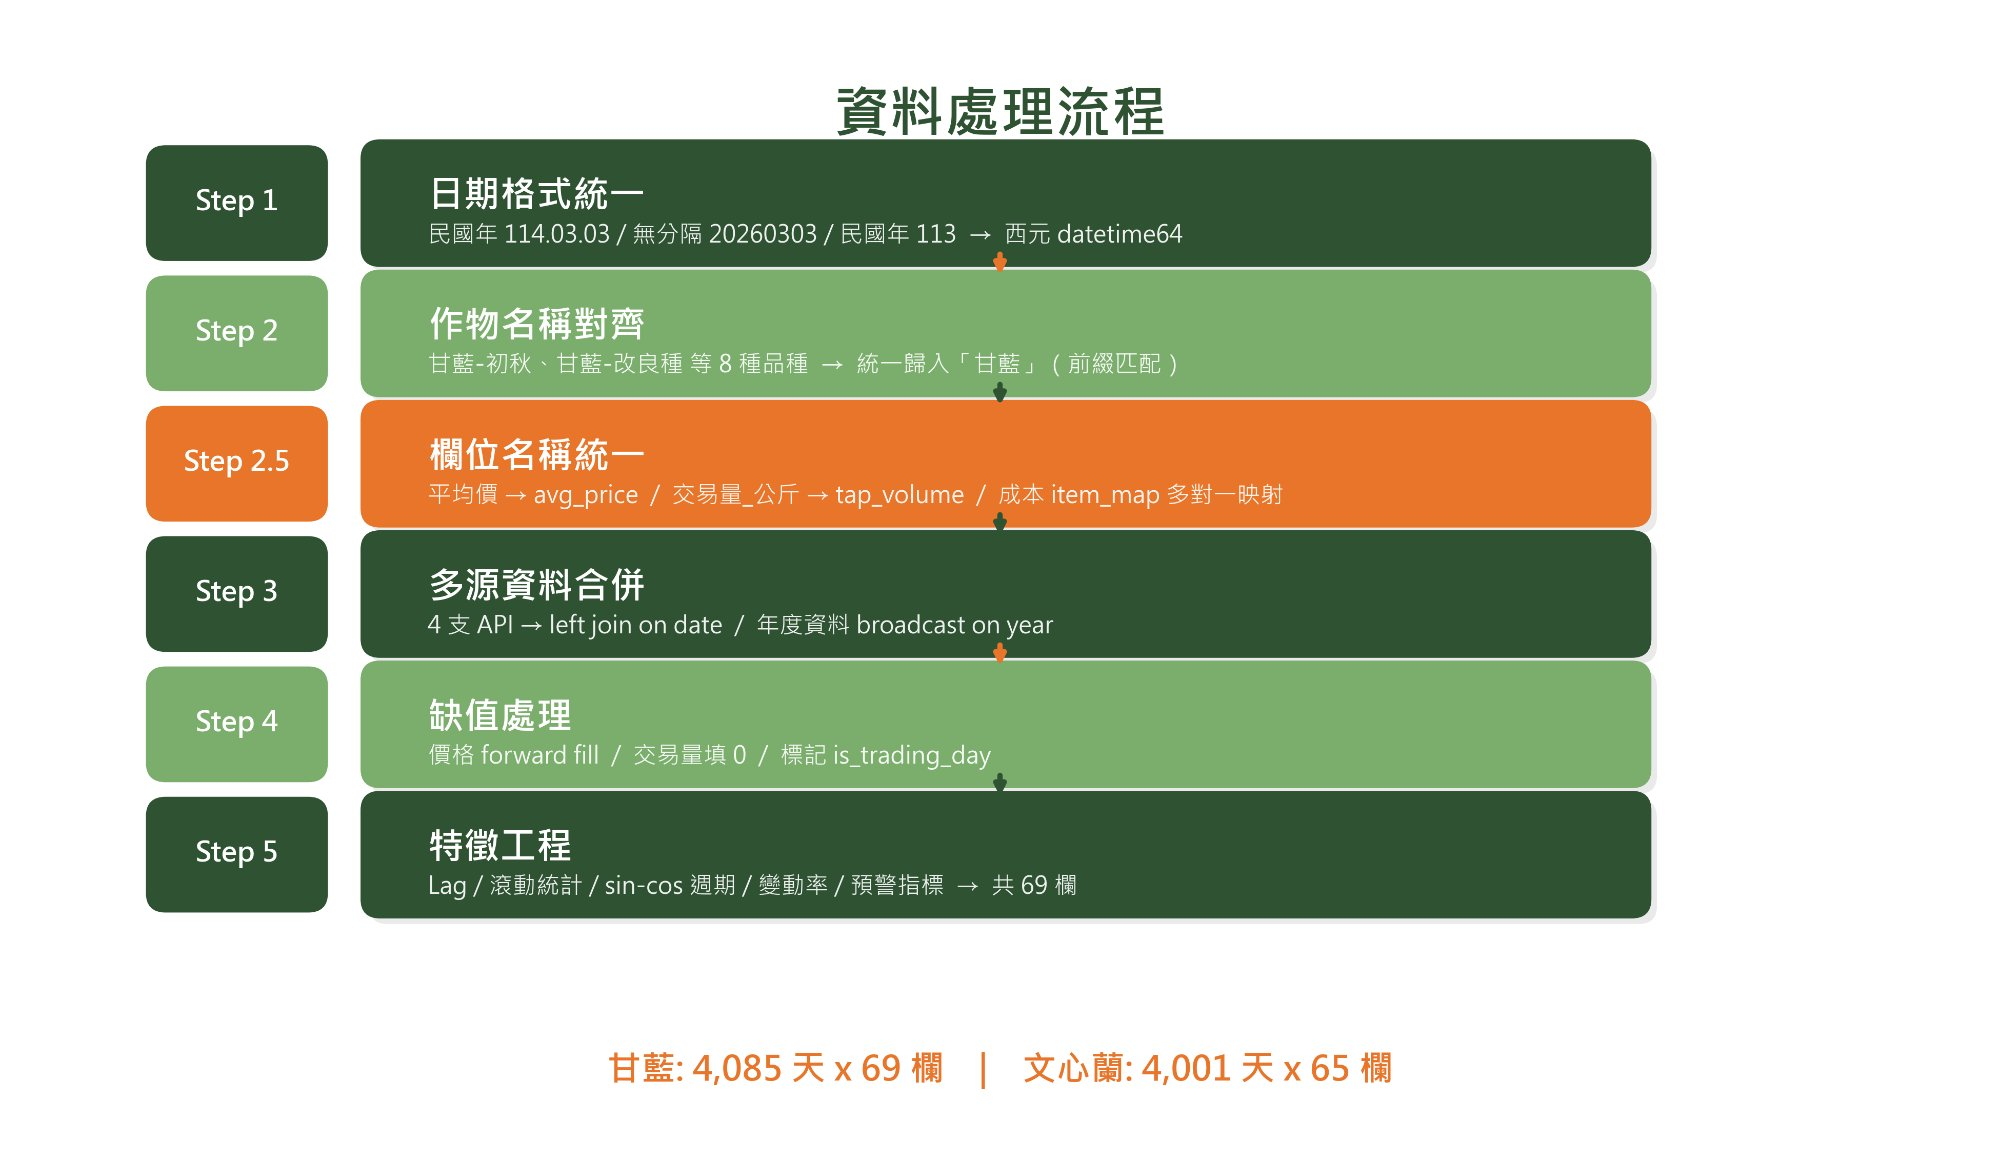 資料處理流程
Step 1
日期格式統一
民國年 114.03.03 / 無分隔 20260303 / 民國年 113 → 西元 datetime64
Step 2
作物名稱對齊
甘藍-初秋、甘藍-改良種 等 8 種品種 → 統一歸入「甘藍」(前綴匹配)
Step 2.5
欄位名稱統一
平均價 → avg_price / 交易量_公斤 → tap_volume / 成本 item_map 多對一映射
Step 3
多源資料合併
4 支 API → left join on date / 年度資料 broadcast on year
Step 4
缺值處理
價格 forward fill / 交易量填 0 / 標記 is_trading_day
Step 5
特徵工程
Lag / 滾動統計 / sin-cos 週期 / 變動率 / 預警指標 → 共 69 欄
甘藍: 4,085 天 x 69 欄 | 文心蘭: 4,001 天 x 65 欄